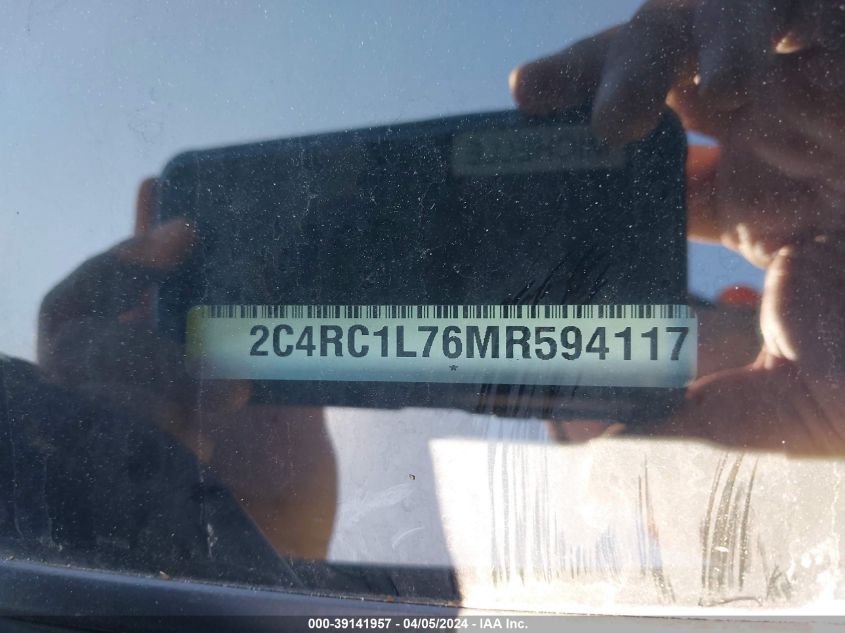 2C4RC1L76MR594117
*
000-39141957 - 04/05/2024 - IAA Inc.